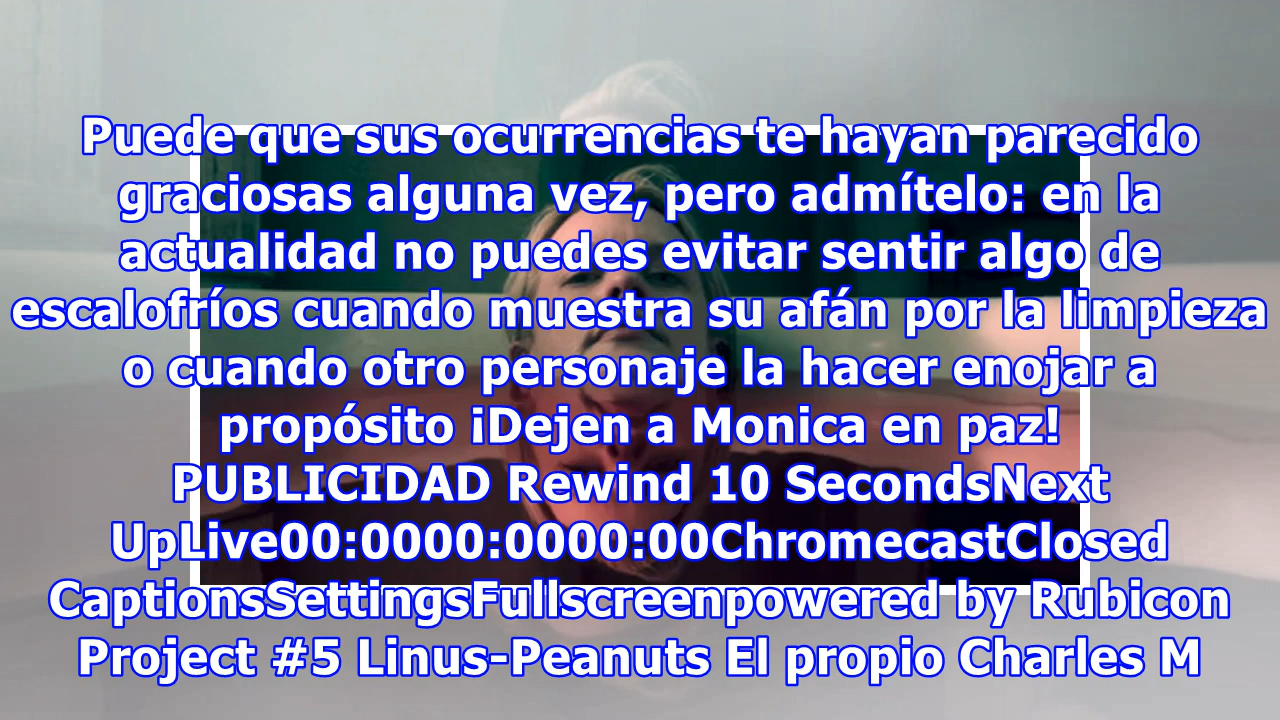 Puede que sus ocurrencias te hayan parecido
graciosas alguna vez, pero admítelo: en la
actualidad no puedes evitar sentir algo de
escalofríos cuando muestra su afán por la limpieza
o cuando otro personaje la hacer enojar a
propósito ¡Dejen a Monica en paz!
PUBLICIDAD Rewind 10 SecondsNext
UpLive00:0000:0000:00ChromecastClosed
CaptionsSettingsFullscreenpowered by Rubicon
Project #5 Linus-Peanuts El propio Charles M